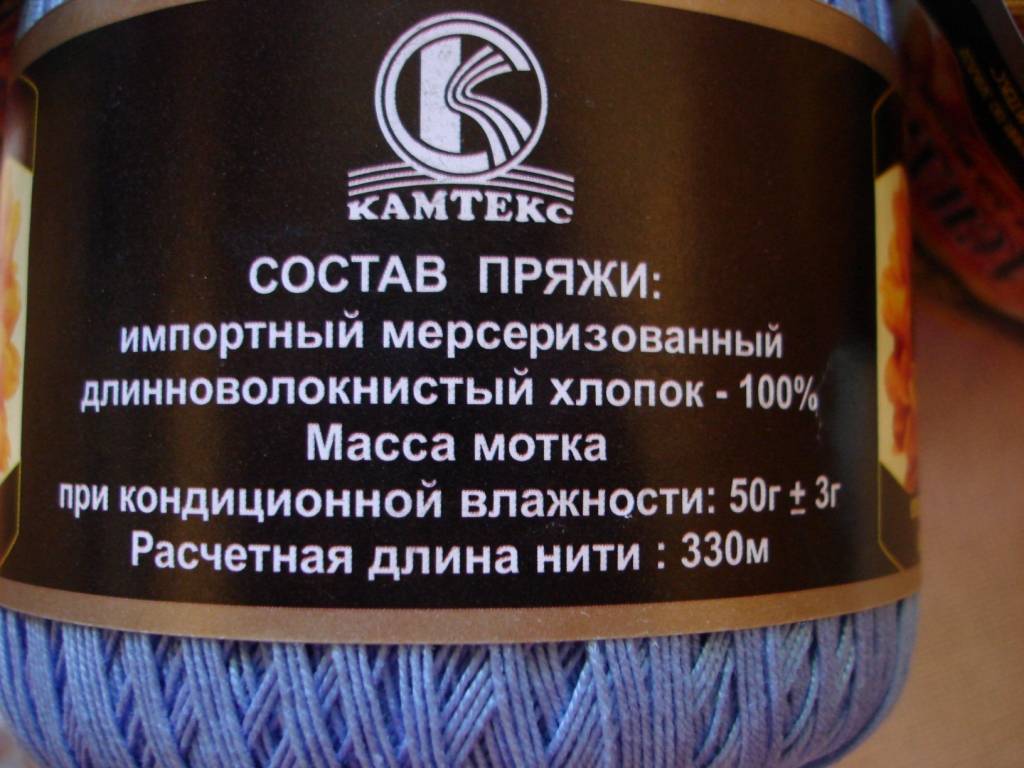 КАМТЕКС
СОСТАВ ПРЯЖИ:
импортный мерсеризованный
длинноволокнистый хлопок - 100%
Масса мотка
при кондиционной влажности: 50г ± 3г
Расчетная длина нити : 330м